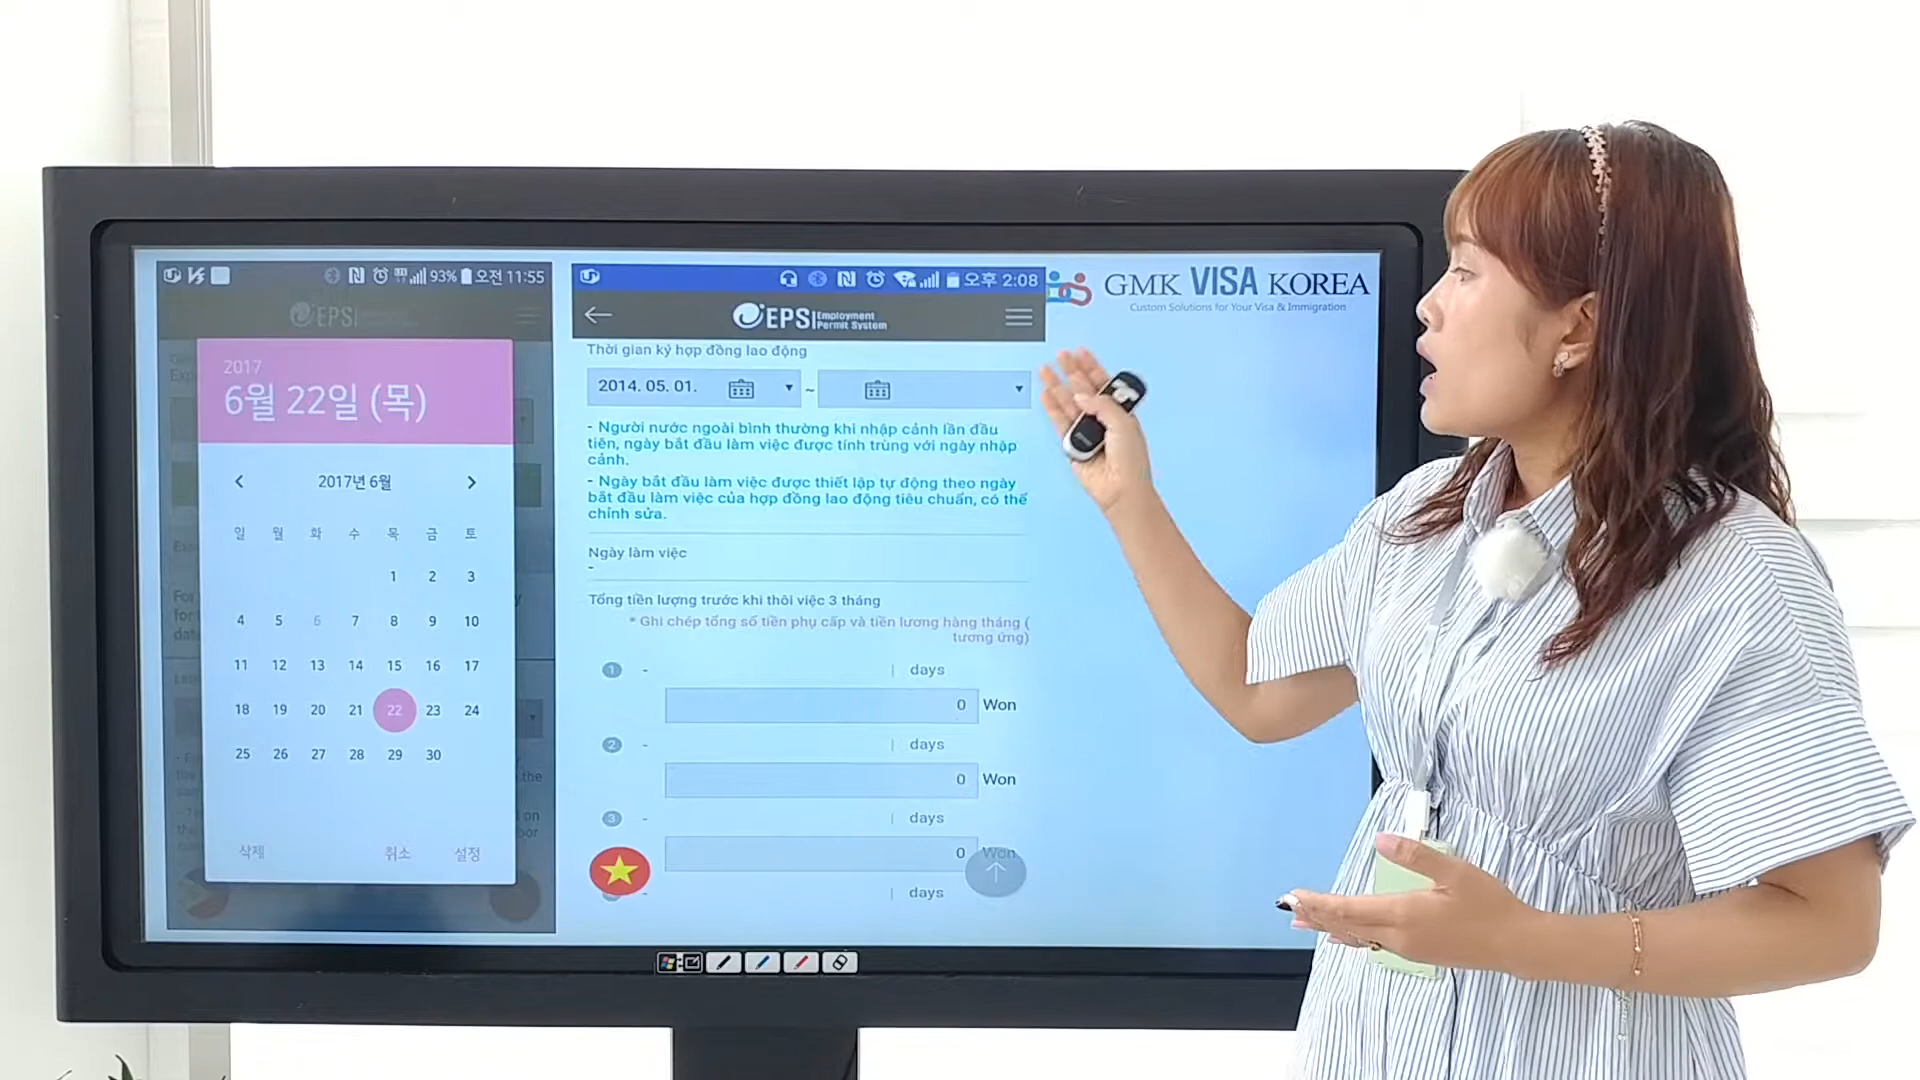 93% 오전 11:55
EPS
2017
6월 22일 (목)
2017년 6월
일 월 화 수 목 금 토
1 2 3
4 5 6 7 8 9 10
11 12 13 14 15 16 17
18 19 20 21 22 23 24
25 26 27 28 29 30
삭제 취소 설정
오후 2:08
EPS Employment
Permit System
Thời gian ký hợp đồng lao động
2014. 05. 01. ~
- Người nước ngoài bình thường khi nhập cảnh lần đầu
tiên, ngày bắt đầu làm việc được tính trùng với ngày nhập
cảnh.
- Ngày bắt đầu làm việc được thiết lập tự động theo ngày
bắt đầu làm việc của hợp đồng lao động tiêu chuẩn, có thể
chỉnh sửa.
Ngày làm việc
-
Tổng tiền lượng trước khi thôi việc 3 tháng
* Ghi chép tổng số tiền phụ cấp và tiền lương hàng tháng (
tương ứng)
1 - | days
0 Won
2 - | days
0 Won
3 - | days
0 Won
- | days
GMK VISA KOREA
Custom Solutions for Your Visa & Immigration